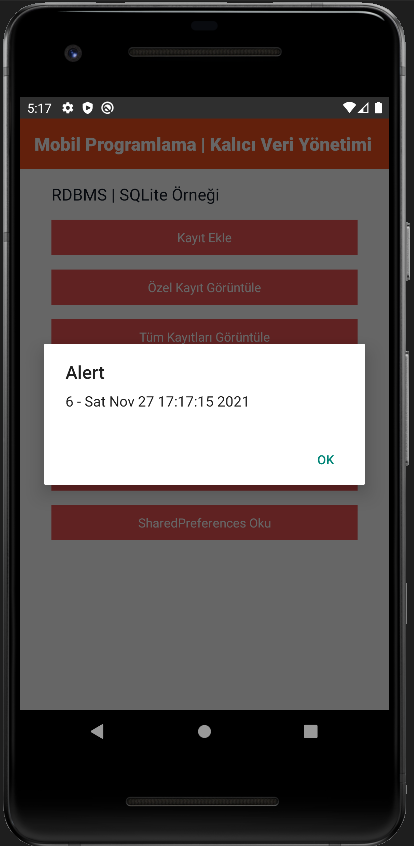 5:17
Mobil Programlama | Kalıcı Veri Yönetimi
RDBMS | SQLite Örneği
Kayıt Ekle
Özel Kayıt Görüntüle
Tüm Kayıtları Görüntüle
Alert
6 - Sat Nov 27 17:17:15 2021
OK
SharedPreferences Oku